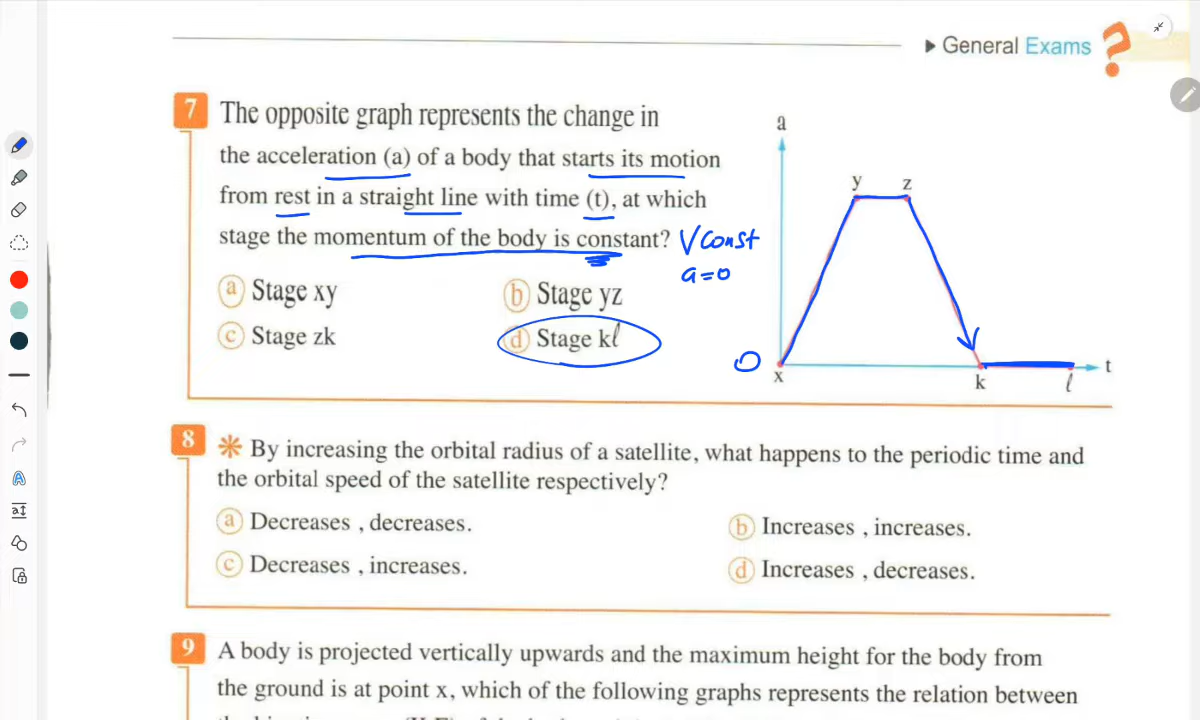 General Exams
7 The opposite graph represents the change in
the acceleration (a) of a body that starts its motion
from rest in a straight line with time (t), at which
stage the momentum of the body is constant? V Const
a=0
a Stage xy
b Stage yz
c Stage zk
d Stage kl
a
y z
O
x
k
l
t
8 By increasing the orbital radius of a satellite, what happens to the periodic time and
the orbital speed of the satellite respectively?
a Decreases , decreases.
b Increases , increases.
c Decreases , increases.
d Increases , decreases.
9 A body is projected vertically upwards and the maximum height for the body from
the ground is at point x, which of the following graphs represents the relation between